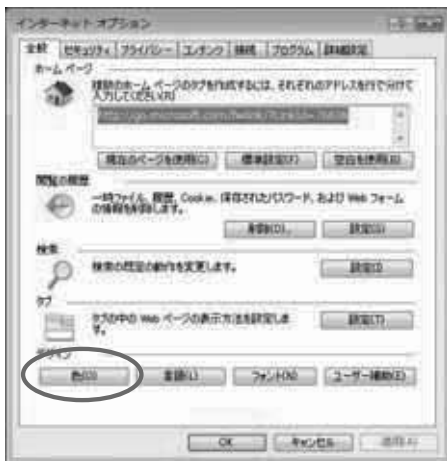 インターネット オプション
全般 セキュリティ プライバシー コンテンツ 接続 プログラム 詳細設定
ホーム ページ
複数のホーム ページのタブを作成するには、それぞれのアドレスを行で分けて
入力してください(R)
http://go.microsoft.com/fwlink/?LinkId=
現在のページを使用(C) 標準設定(F) 空白を使用(B)
閲覧の履歴
一時ファイル、履歴、Cookie、保存されたパスワード、および Web フォーム
の情報を削除します。
削除(D)... 設定(S)
検索
検索の既定の動作を変更します。
設定(I)
タブ
タブの中の Web ページの表示方法を設定しま
す。
設定(T)
デザイン
色(O) 言語(L) フォント(N) ユーザー補助(E)
OK キャンセル 適用(A)